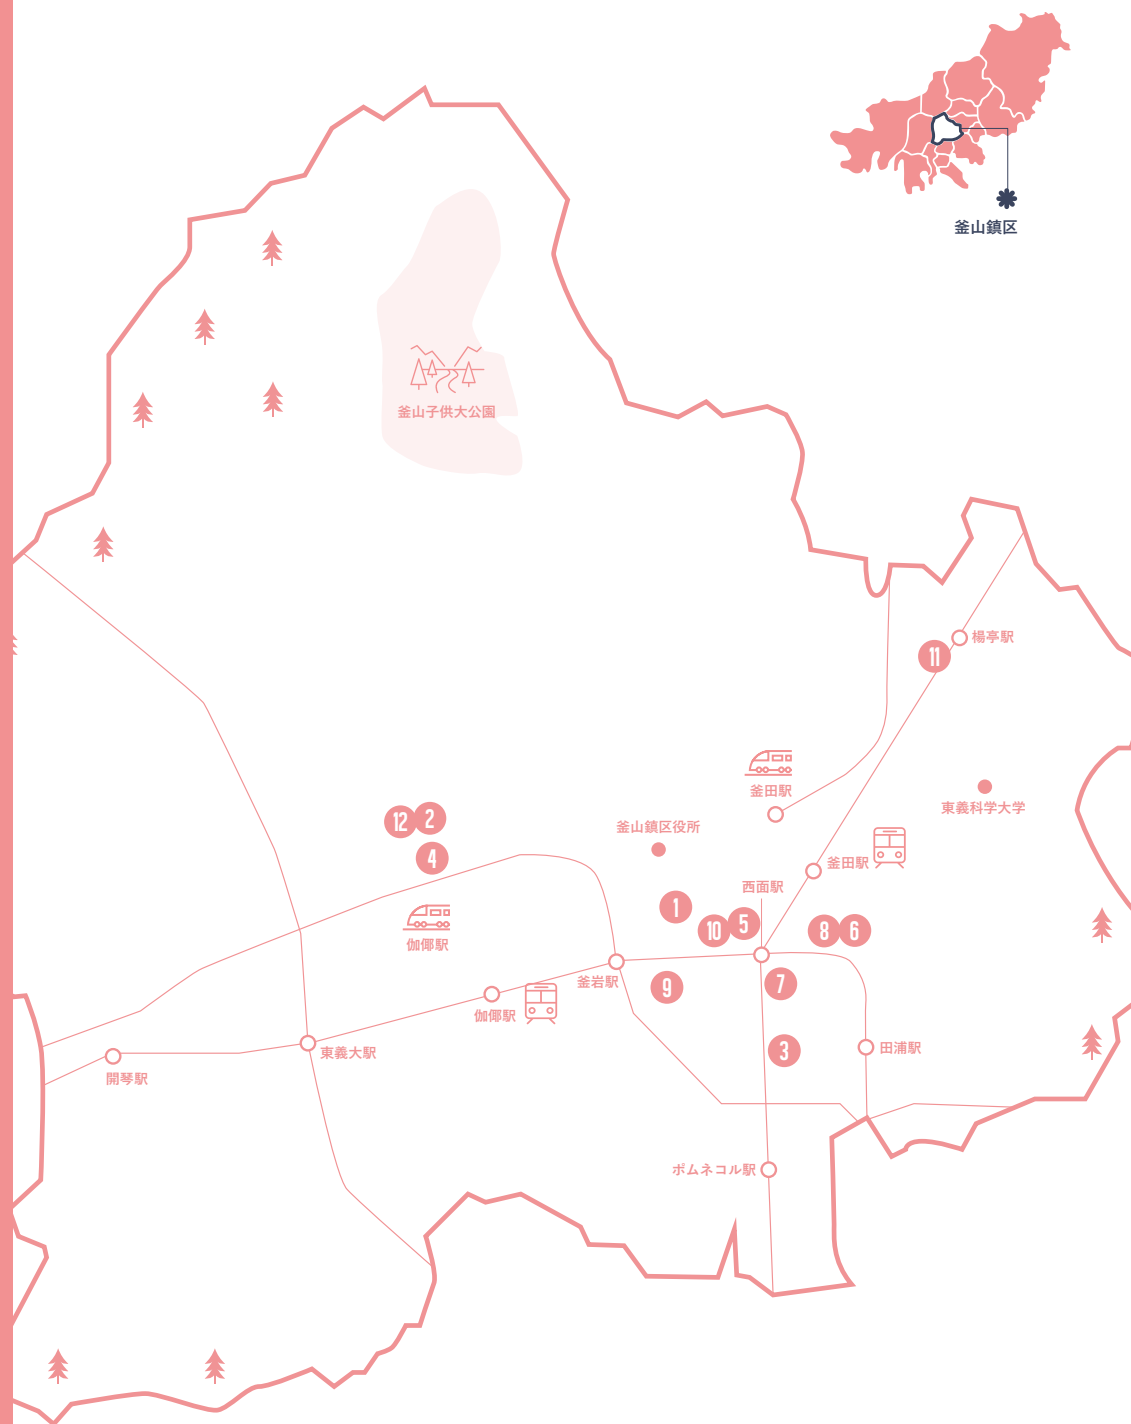 釜山鎮区
釜山子供大公園
楊亭駅
11
釜田駅
東義科学大学
12
2
釜山鎮区役所
4
釜田駅
西面駅
1
10
5
8
6
伽倻駅
釜岩駅
9
7
伽倻駅
東義大駅
3
田浦駅
開琴駅
ポムネコル駅